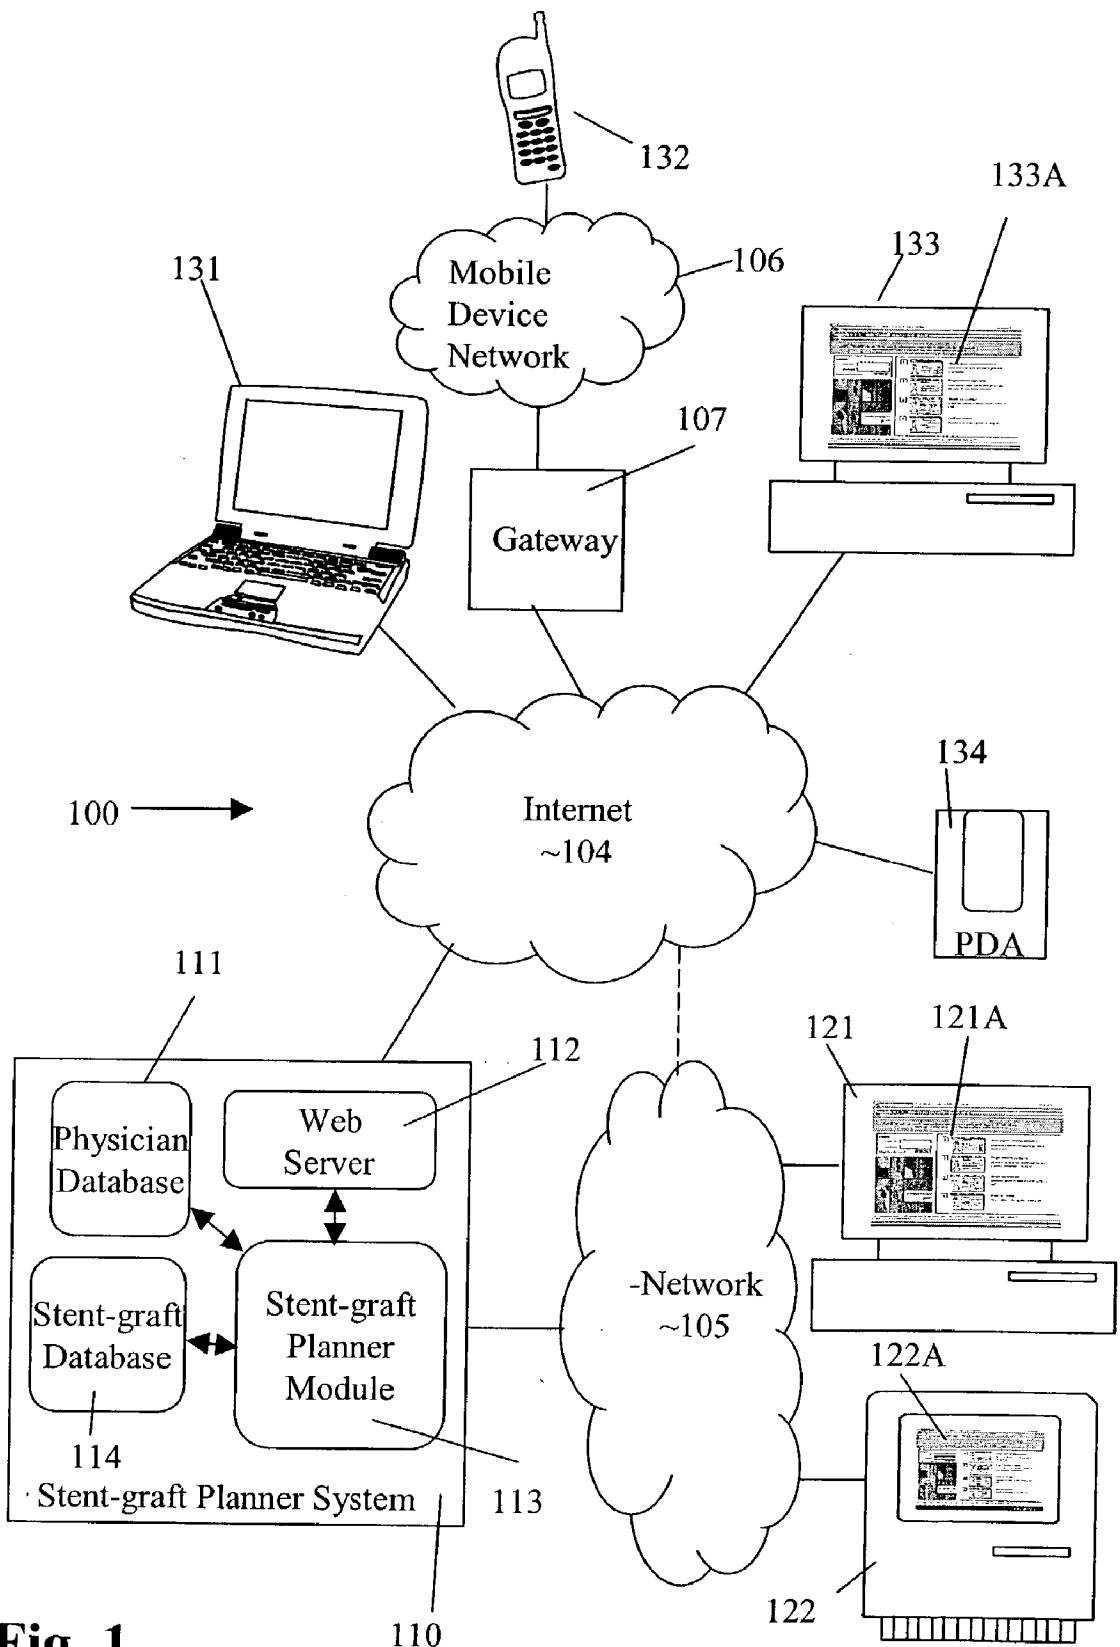 132
133A
133
106
131
Mobile
Device
Network
107
Gateway
134
100
Internet
~104
PDA
111
112
121
121A
Physician
Database
Web
Server
Stent-graft
Database
Stent-graft
Planner
Module
-Network
~105
122A
114
113
Stent-graft Planner System
122
110
Fig. 1